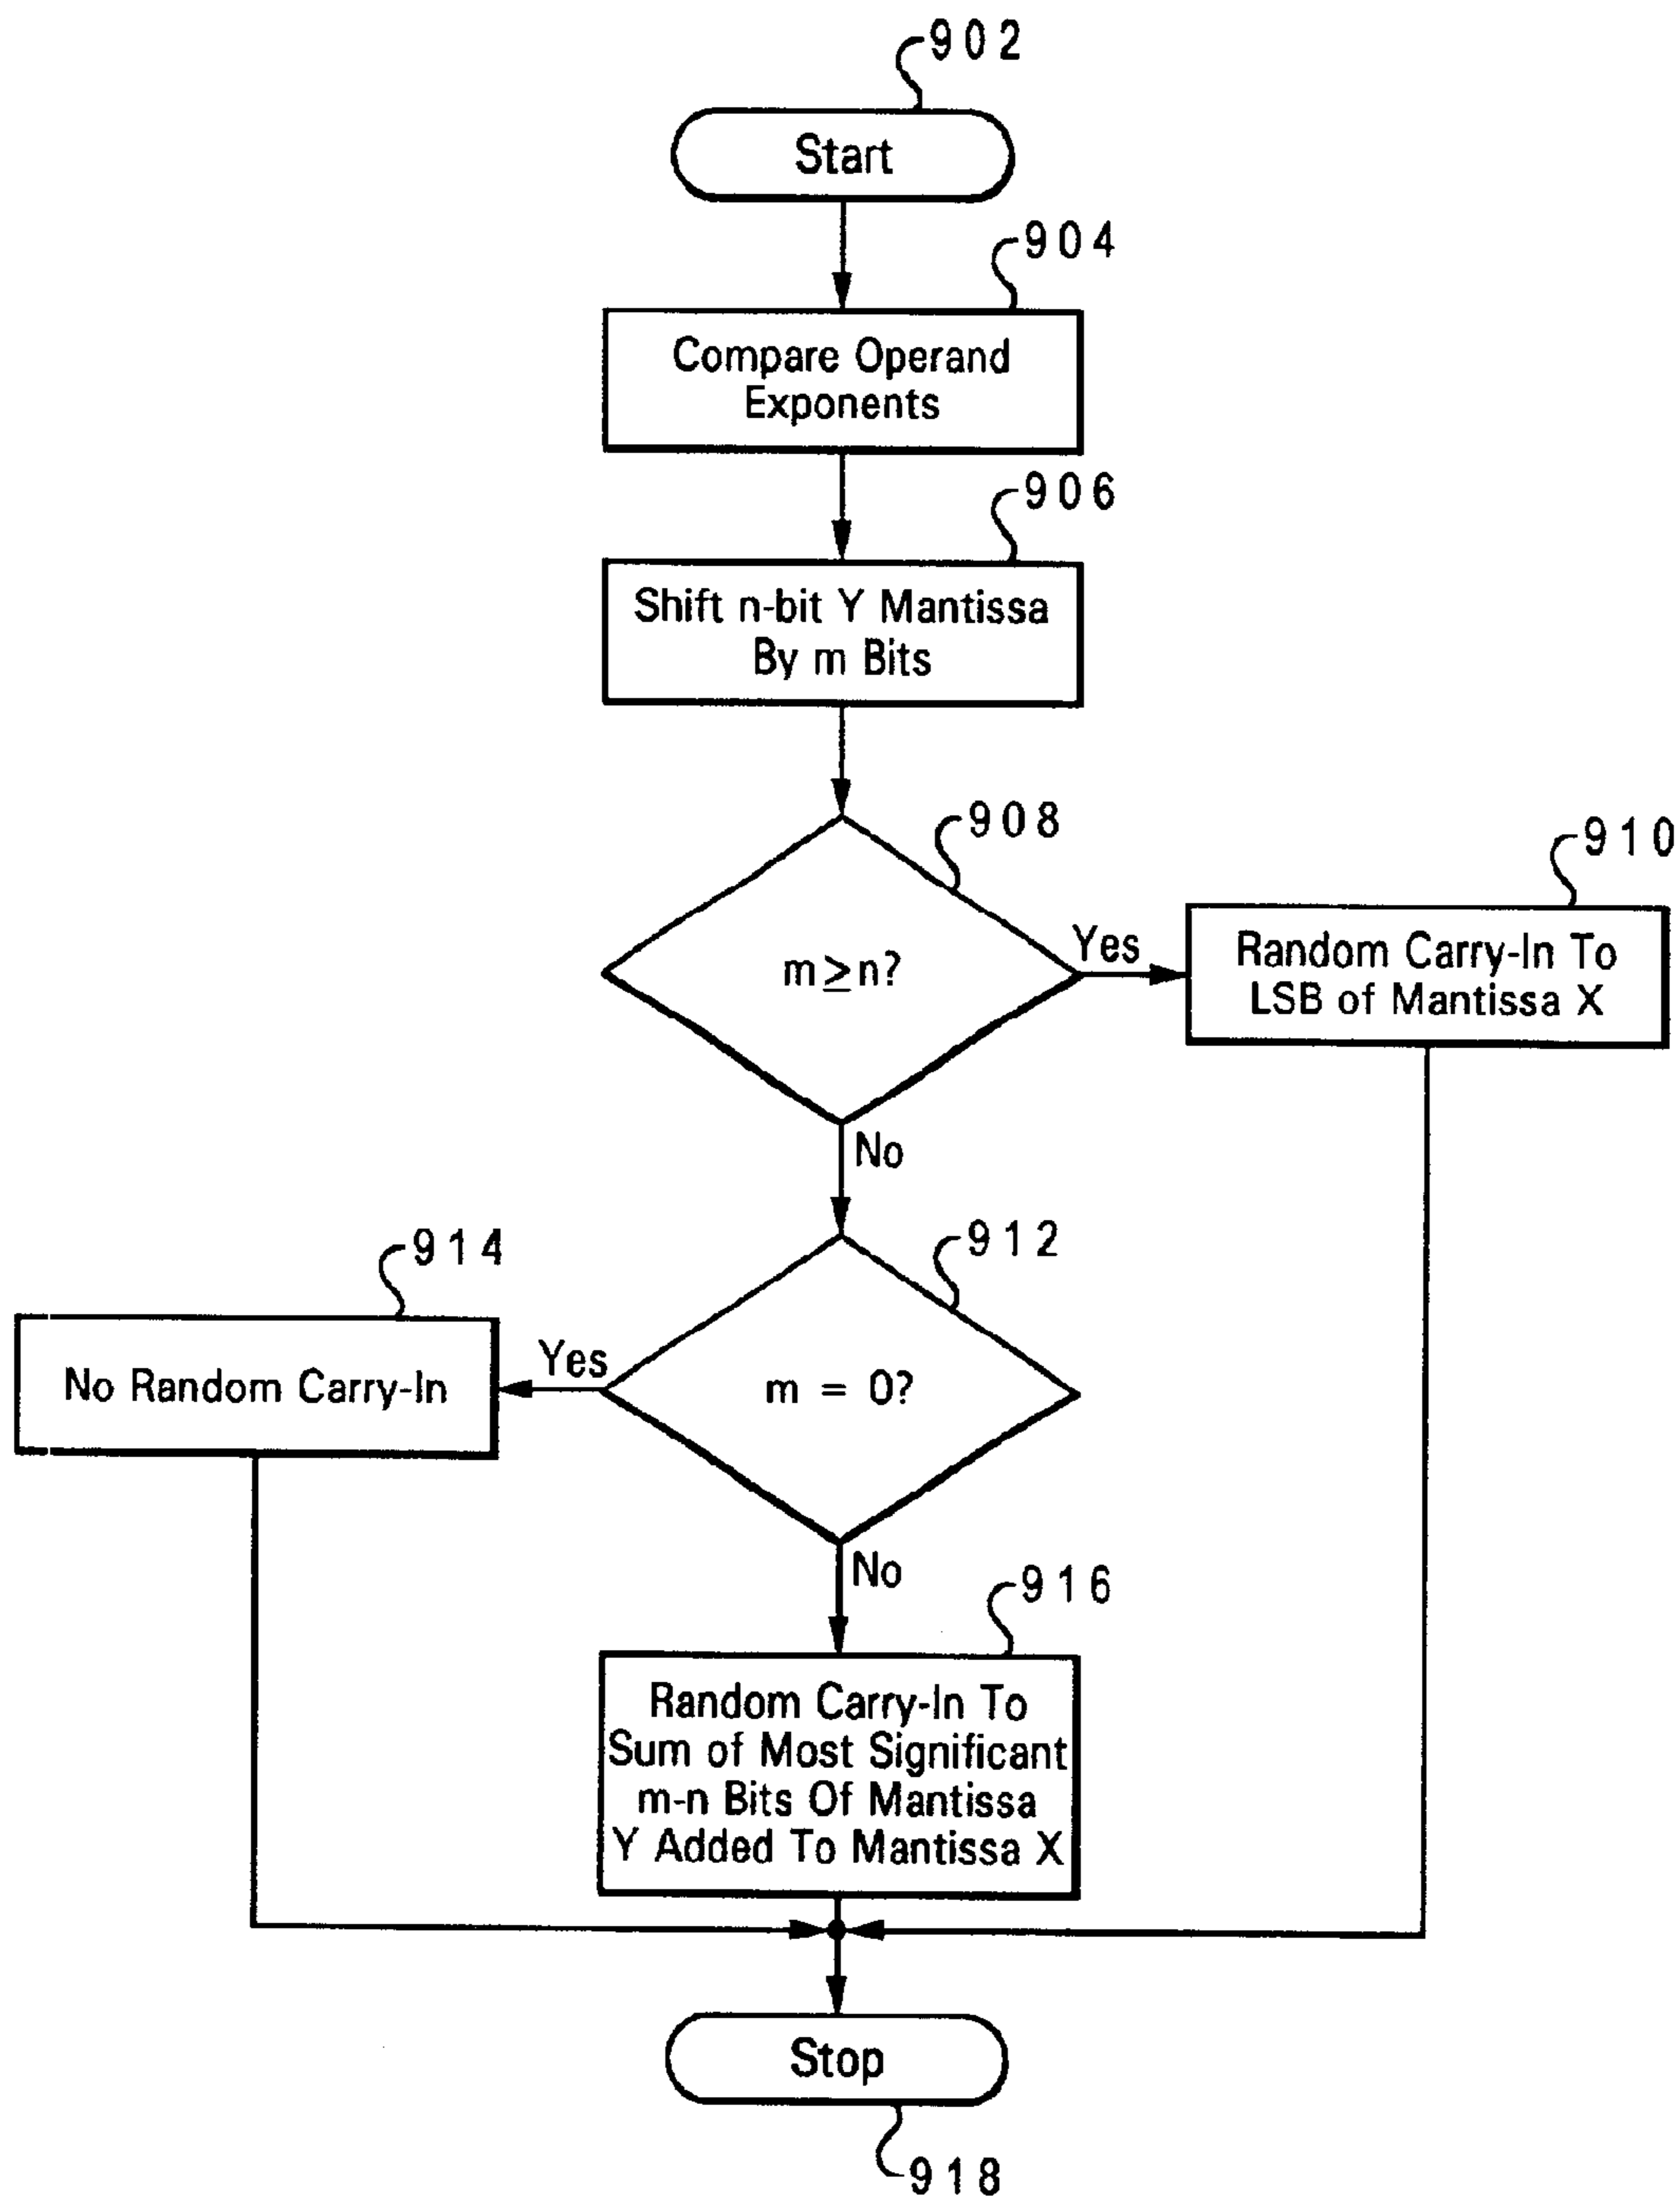 902
Start
904
Compare Operand
Exponents
906
Shift n-bit Y Mantissa
By m Bits
908
m≥n?
Yes
910
Random Carry-In To
LSB of Mantissa X
No
912
m = 0?
Yes
914
No Random Carry-In
No
916
Random Carry-In To
Sum of Most Significant
m-n Bits Of Mantissa
Y Added To Mantissa X
Stop
918